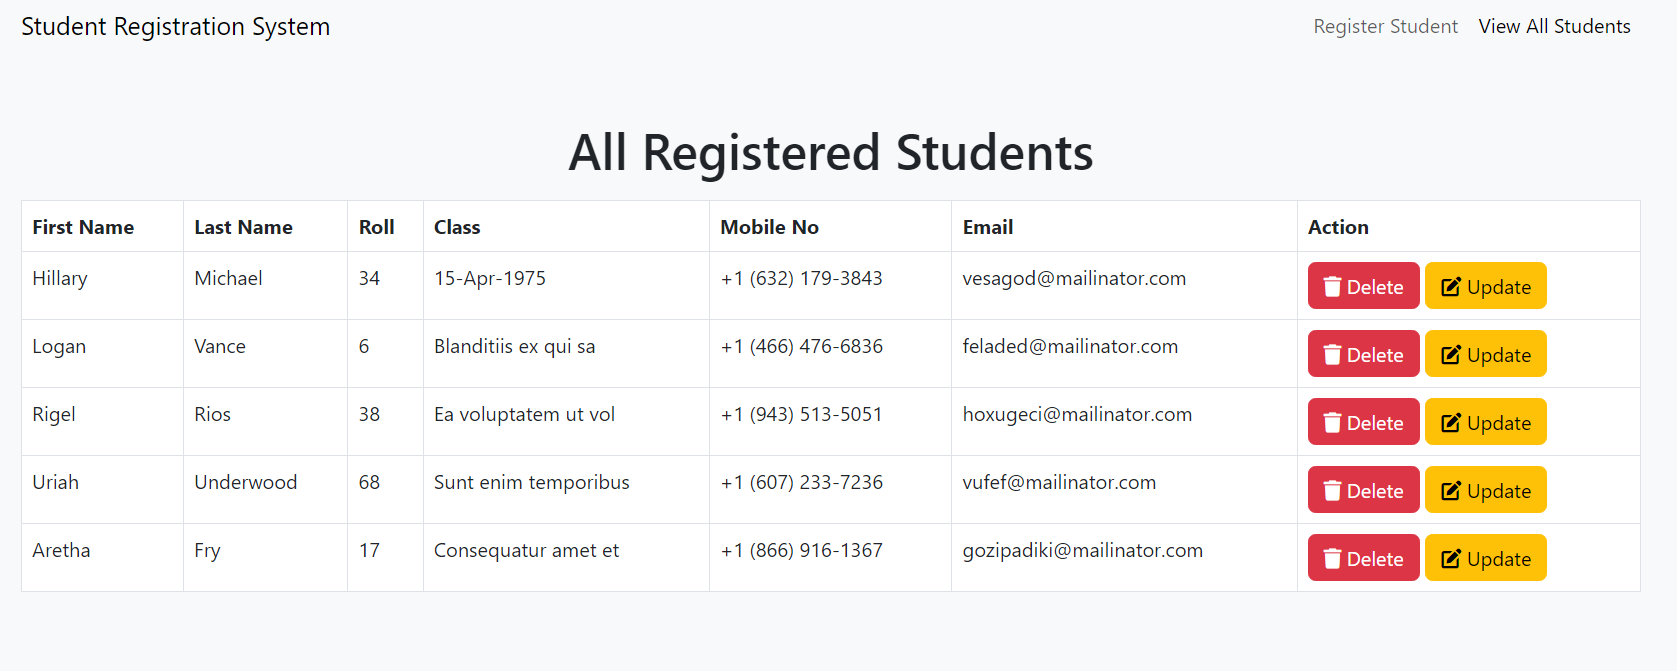 Student Registration System Register Student View All Students
All Registered Students
First Name Last Name Roll Class Mobile No Email Action
Hillary Michael 34 15-Apr-1975 +1 (632) 179-3843 vesagod@mailinator.com Delete Update
Logan Vance 6 Blanditiis ex qui sa +1 (466) 476-6836 feladed@mailinator.com Delete Update
Rigel Rios 38 Ea voluptatem ut vol +1 (943) 513-5051 hoxugeci@mailinator.com Delete Update
Uriah Underwood 68 Sunt enim temporibus +1 (607) 233-7236 vufef@mailinator.com Delete Update
Aretha Fry 17 Consequatur amet et +1 (866) 916-1367 gozipadiki@mailinator.com Delete Update